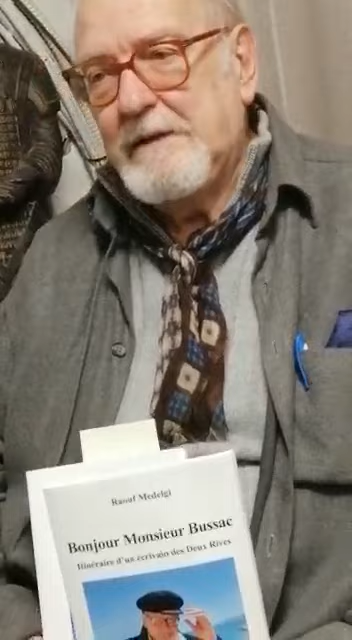 Raouf Medelgi
Bonjour Monsieur Bussac
Itinéraire d'un écrivain des Deux Rives